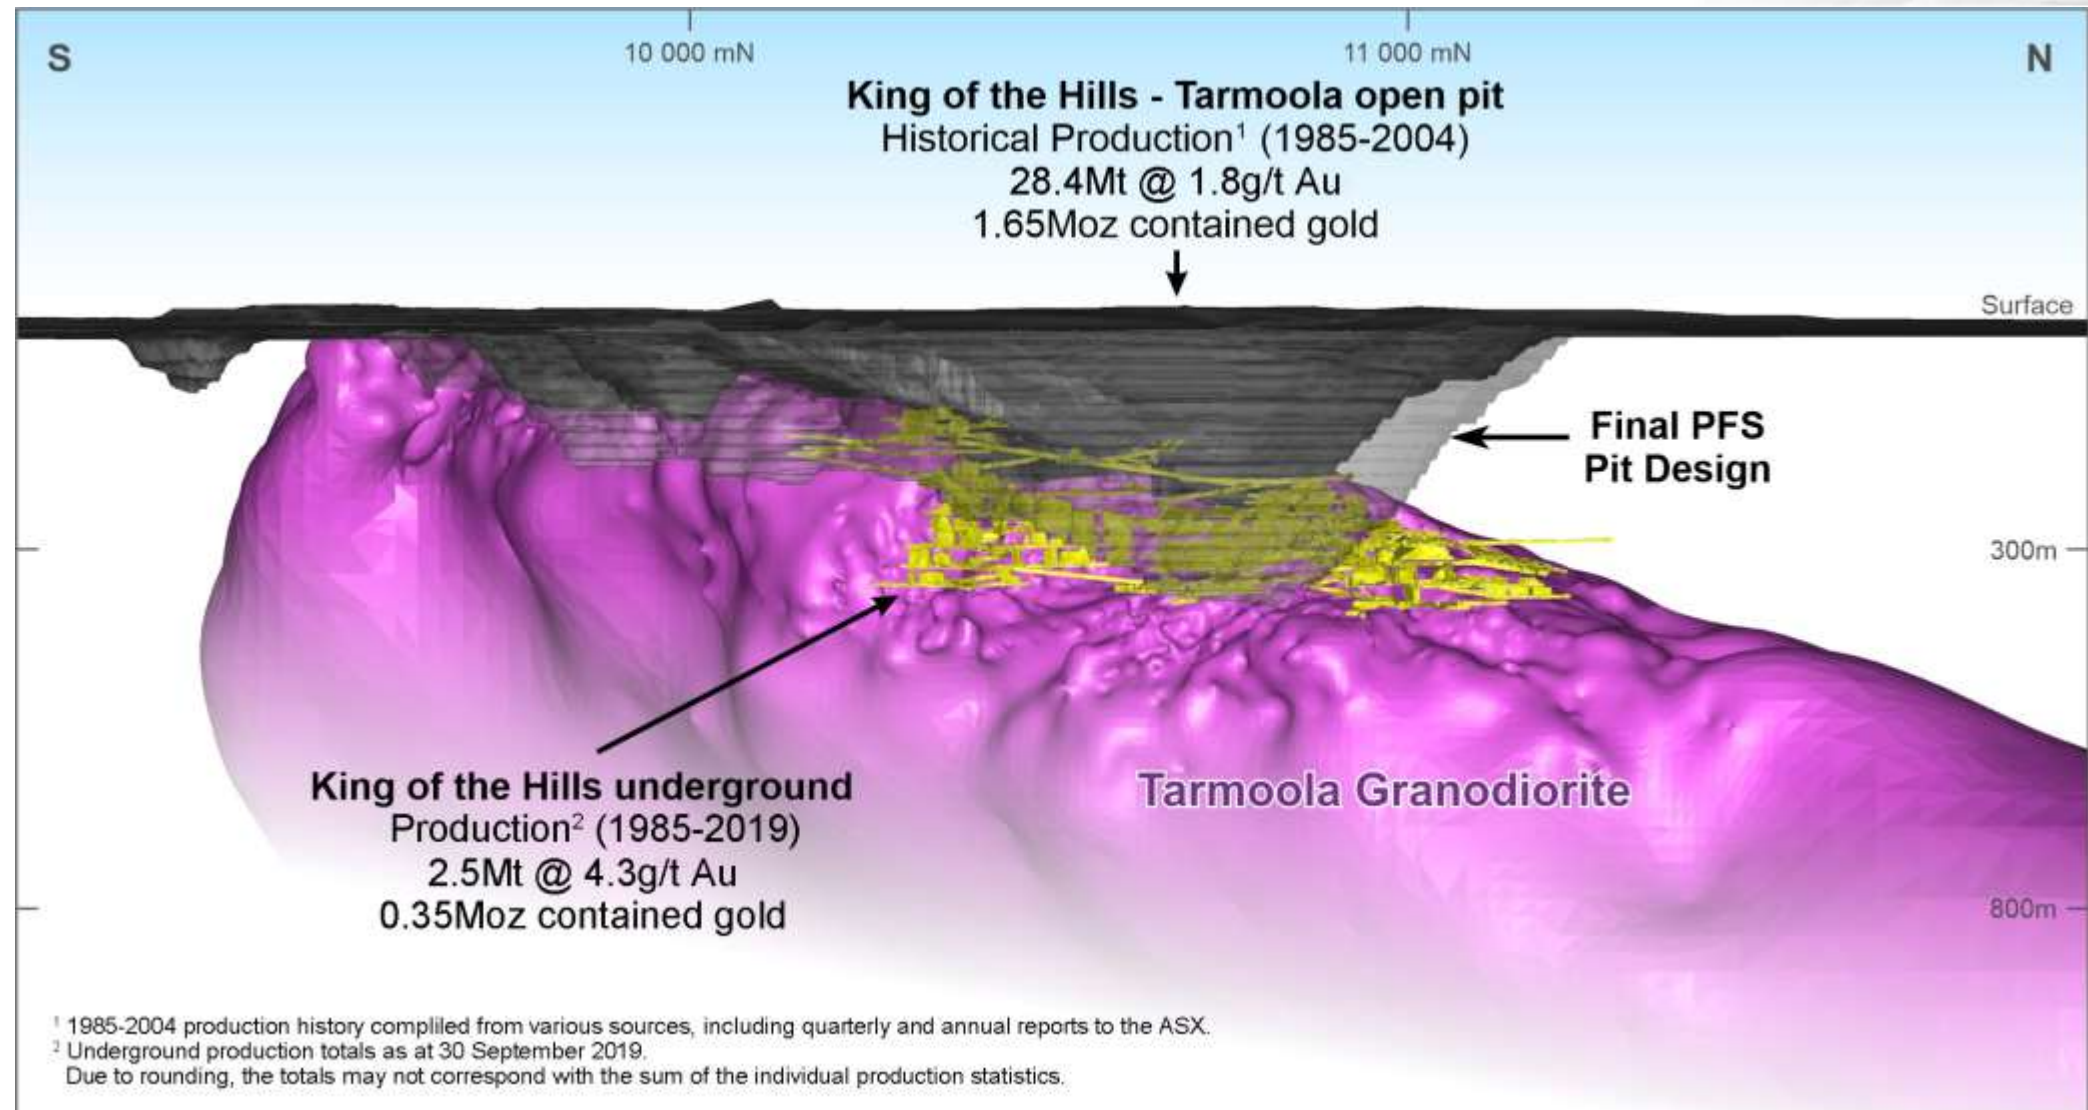 S
10 000 mN
11 000 mN
N
King of the Hills - Tarmoola open pit
Historical Production¹ (1985-2004)
28.4Mt @ 1.8g/t Au
1.65Moz contained gold
Surface
Final PFS
Pit Design
300m
King of the Hills underground
Production² (1985-2019)
2.5Mt @ 4.3g/t Au
0.35Moz contained gold
Tarmoola Granodiorite
800m
¹ 1985-2004 production history compliled from various sources, including quarterly and annual reports to the ASX.
² Underground production totals as at 30 September 2019.
Due to rounding, the totals may not correspond with the sum of the individual production statistics.